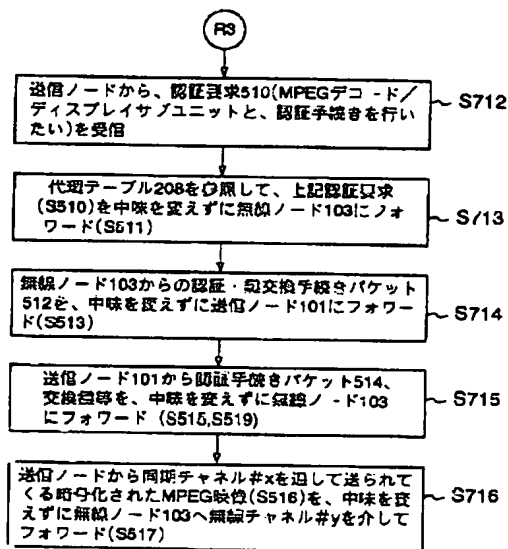 R3
送信ノードから、認証要求510(MPEGデコード/
ディスプレイサブユニットと、認証手続きを行い
たい)を受信
S712
代理テーブル208を参照して、上記認証要求
(S510)を中味を変えずに無線ノード103にフォ
ワード(S511)
S713
無線ノード103からの認証・鍵交換手続きパケット
512を、中味を変えずに送信ノード101にフォワー
ド(S513)
S714
送信ノード101から認証手続きパケット514、
交換鍵等を、中味を変えずに無線ノード103
にフォワード (S515,S519)
S715
送信ノードから同期チャネル#xを通して送られて
くる暗号化されたMPEG映像(S516)を、中味を変
えずに無線ノード103へ無線チャネル#yを介して
フォワード(S517)
S716